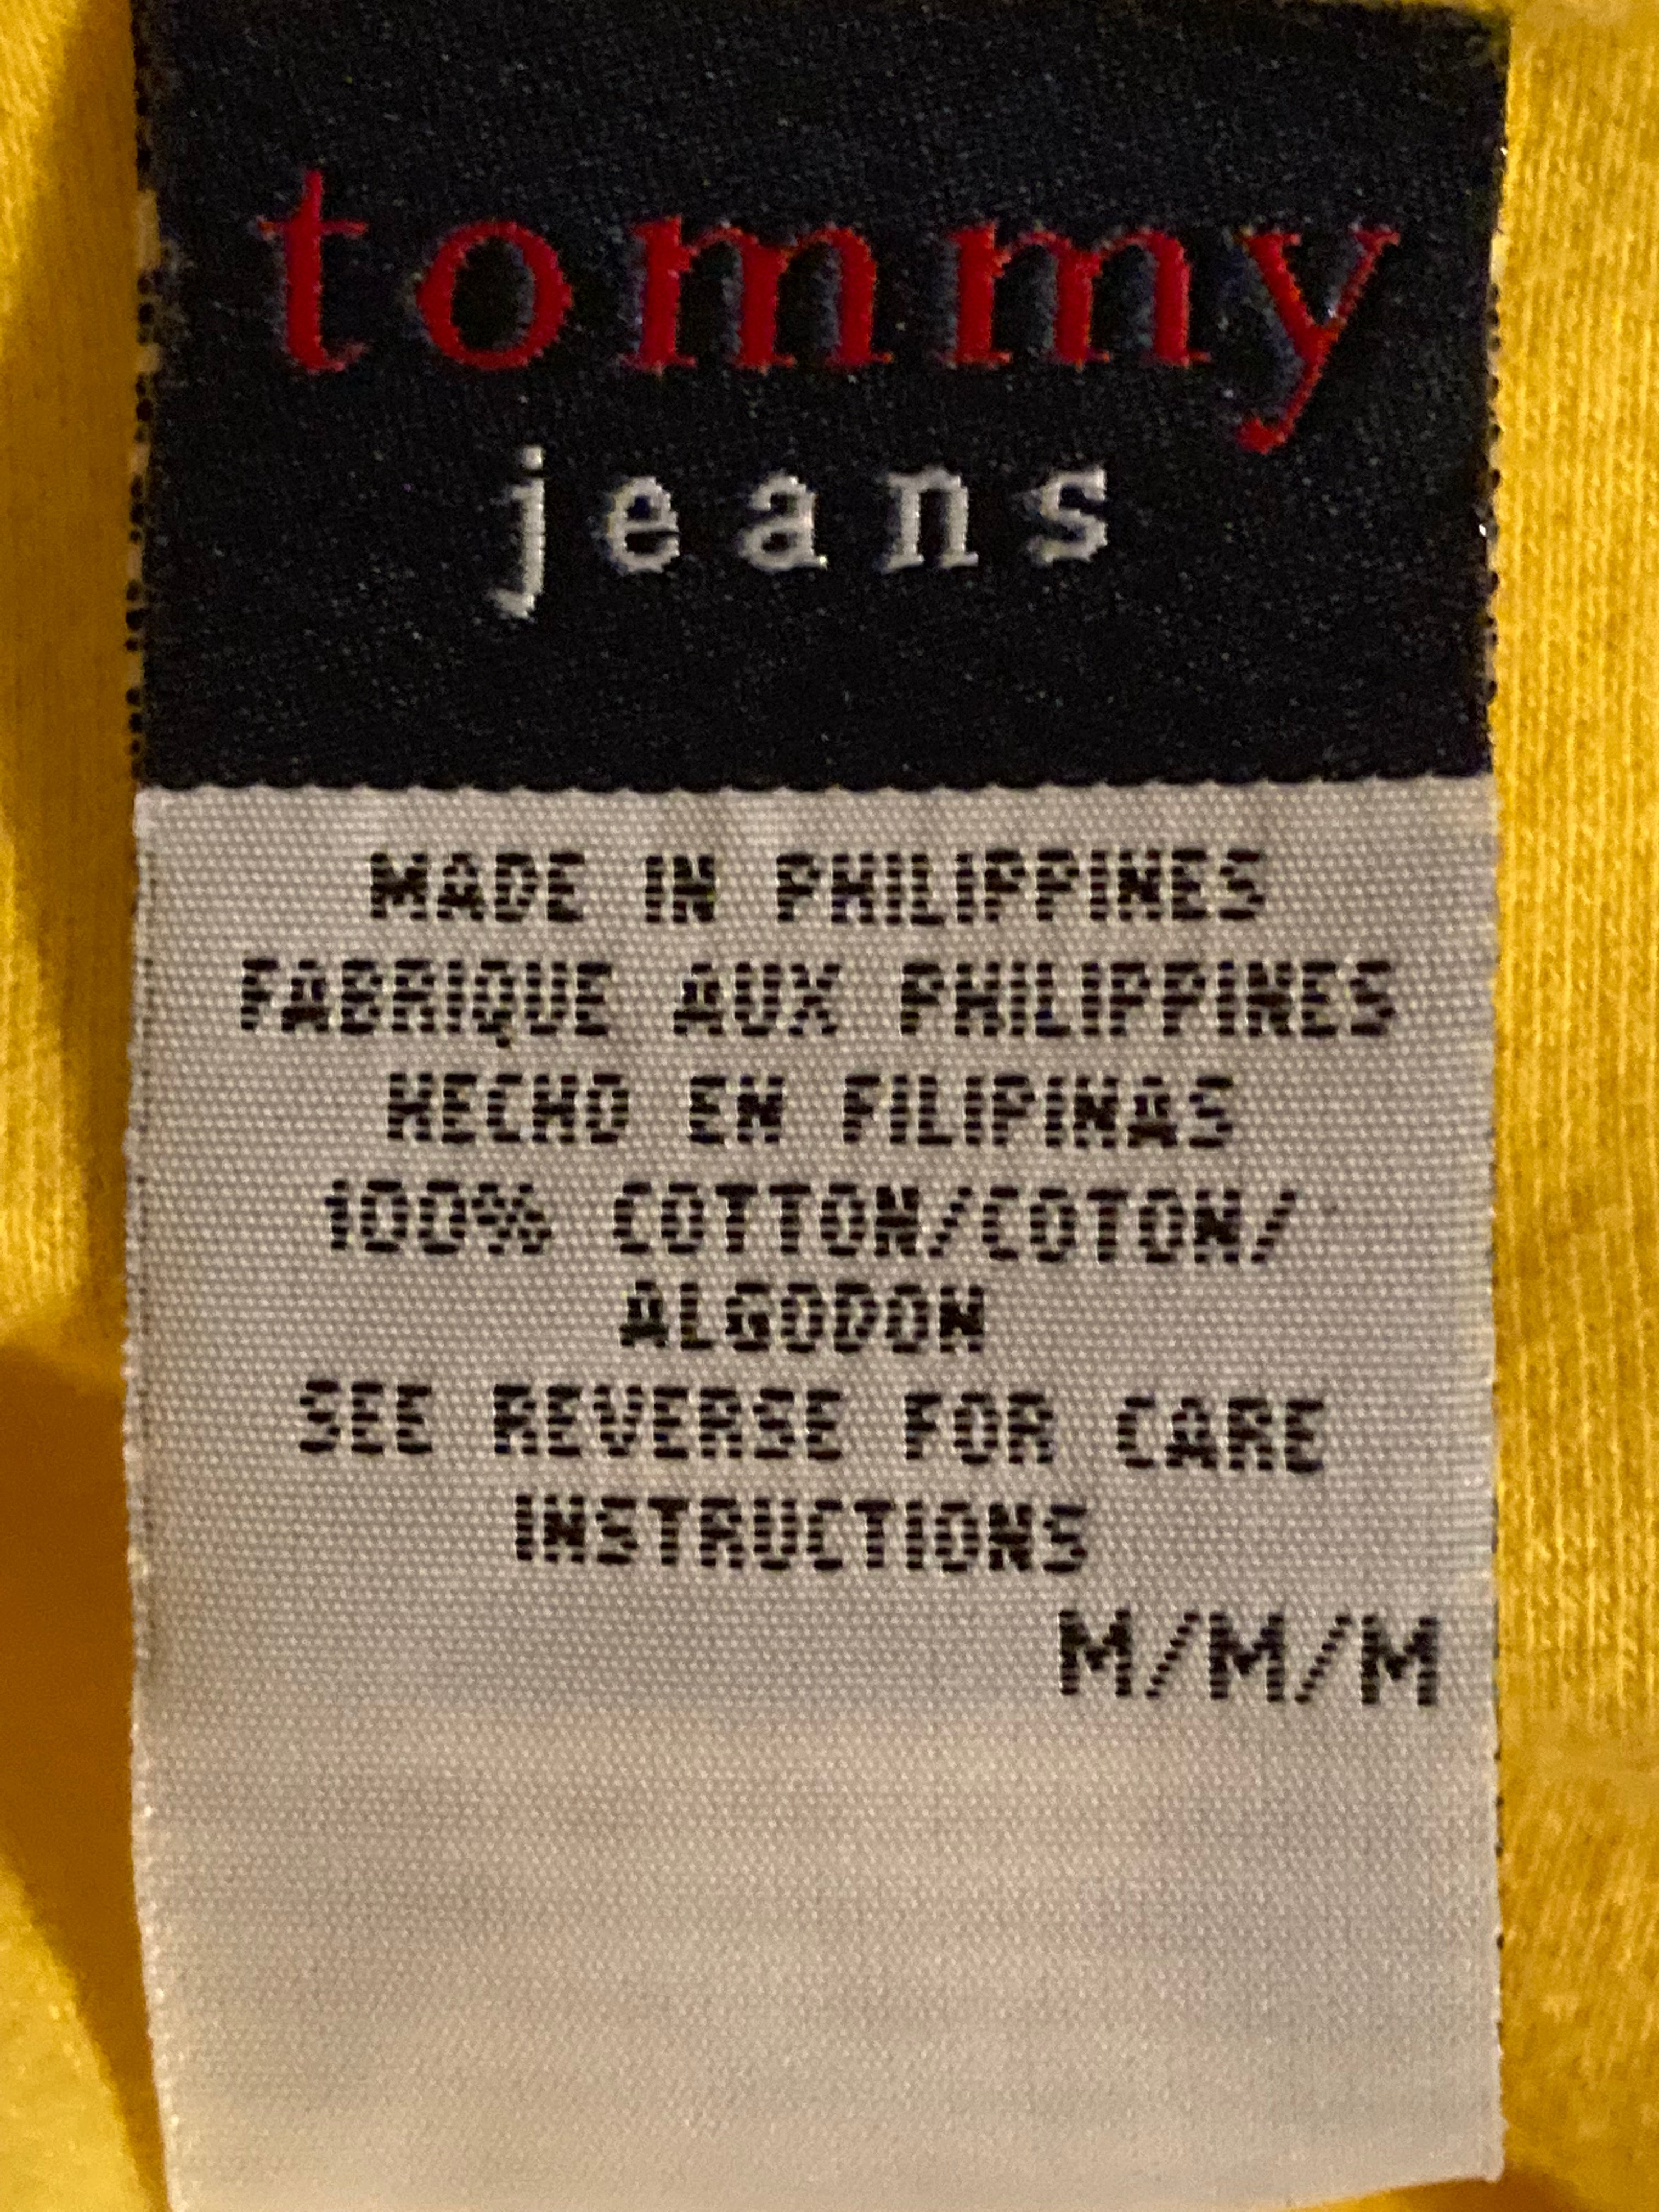 tommy
jeans
MADE IN PHILIPPINES
FABRIQUE AUX PHILIPPINES
HECHO EN FILIPINAS
100% COTTON/COTON/
ALGODON
SEE REVERSE FOR CARE
INSTRUCTIONS
M/M/M